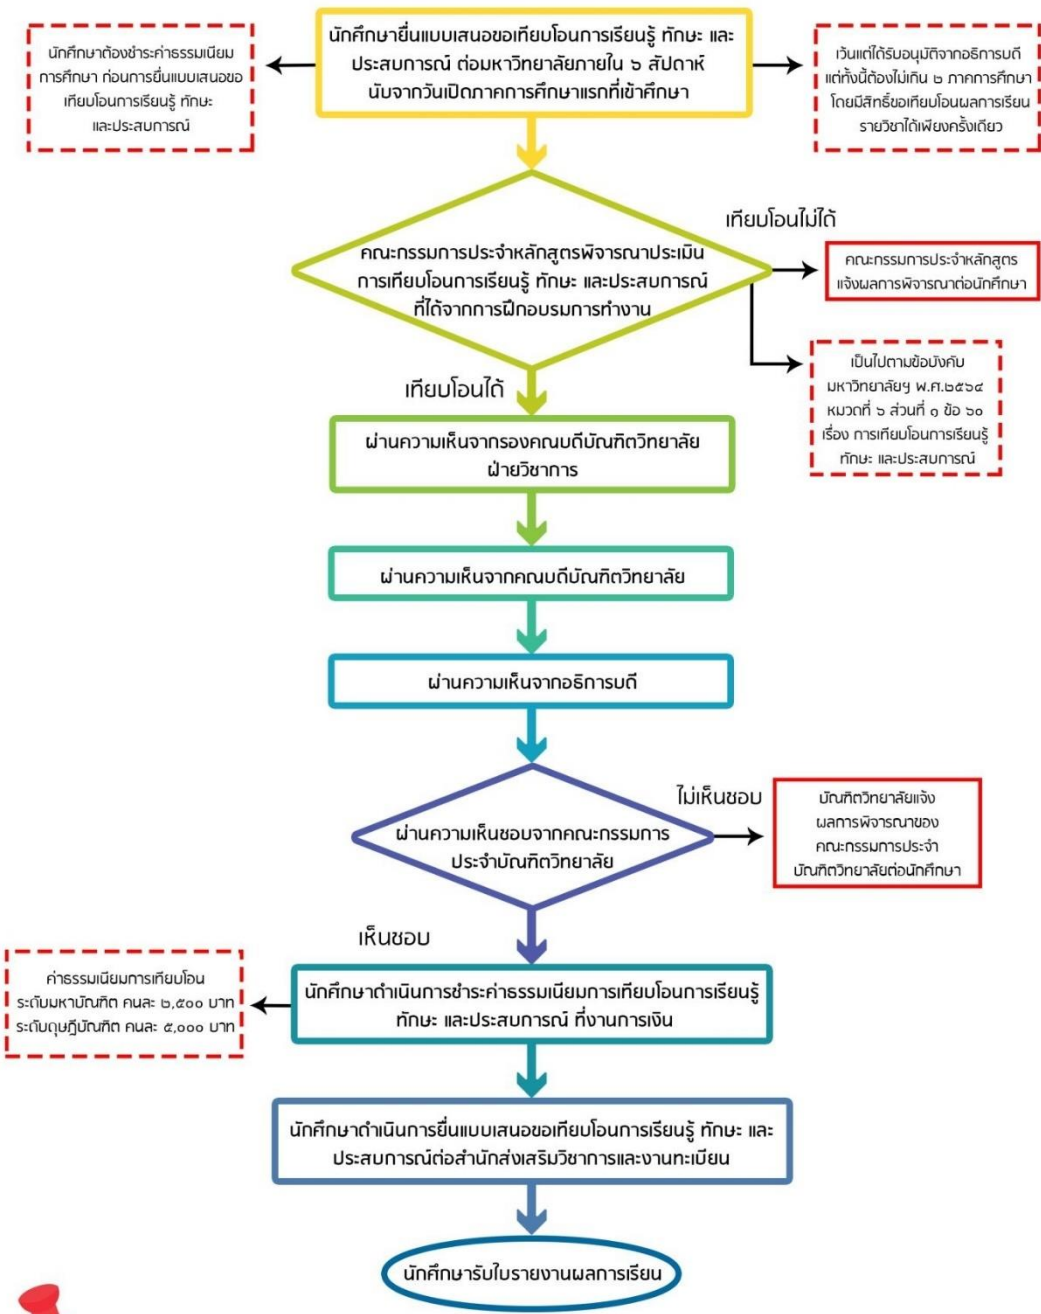 นักศึกษายื่นแบบเสนอขอเทียบโอนการเรียนรู้ ทักษะ และ
ประสบการณ์ ต่อมหาวิทยาลัยภายใน ๖ สัปดาห์
นับจากวันเปิดภาคการศึกษาแรกที่เข้าศึกษา
นักศึกษาต้องชำระค่าธรรมเนียม
การศึกษา ก่อนการยื่นแบบเสนอขอ
เทียบโอนการเรียนรู้ ทักษะ
และประสบการณ์
เว้นแต่ได้รับอนุมัติจากอธิการบดี
แต่ทั้งนี้ต้องไม่เกิน ๒ ภาคการศึกษา
โดยมีสิทธิ์ขอเทียบโอนผลการเรียน
รายวิชาได้เพียงครั้งเดียว
คณะกรรมการประจำหลักสูตรพิจารณาประเมิน
การเทียบโอนการเรียนรู้ ทักษะ และประสบการณ์
ที่ได้จากการฝึกอบรมการทำงาน
เทียบโอนไม่ได้
คณะกรรมการประจำหลักสูตร
แจ้งผลการพิจารณาต่อนักศึกษา
เป็นไปตามข้อบังคับ
มหาวิทยาลัยฯ พ.ศ.๒๕๖๔
หมวดที่ ๖ ส่วนที่ ๑ ข้อ ๖๐
เรื่อง การเทียบโอนการเรียนรู้
ทักษะ และประสบการณ์
เทียบโอนได้
ผ่านความเห็นจากรองคณบดีบัณฑิตวิทยาลัย
ฝ่ายวิชาการ
ผ่านความเห็นจากคณบดีบัณฑิตวิทยาลัย
ผ่านความเห็นจากอธิการบดี
ผ่านความเห็นชอบจากคณะกรรมการ
ประจำบัณฑิตวิทยาลัย
ไม่เห็นชอบ
บัณฑิตวิทยาลัยแจ้ง
ผลการพิจารณาของ
คณะกรรมการประจำ
บัณฑิตวิทยาลัยต่อนักศึกษา
เห็นชอบ
นักศึกษาดำเนินการชำระค่าธรรมเนียมการเทียบโอนการเรียนรู้
ทักษะ และประสบการณ์ ที่งานการเงิน
ค่าธรรมเนียมการเทียบโอน
ระดับมหาบัณฑิต คนละ ๒,๕๐๐ บาท
ระดับดุษฎีบัณฑิต คนละ ๕,๐๐๐ บาท
นักศึกษาดำเนินการยื่นแบบเสนอขอเทียบโอนการเรียนรู้ ทักษะ และ
ประสบการณ์ต่อสำนักส่งเสริมวิชาการและงานทะเบียน
นักศึกษารับใบรายงานผลการเรียน